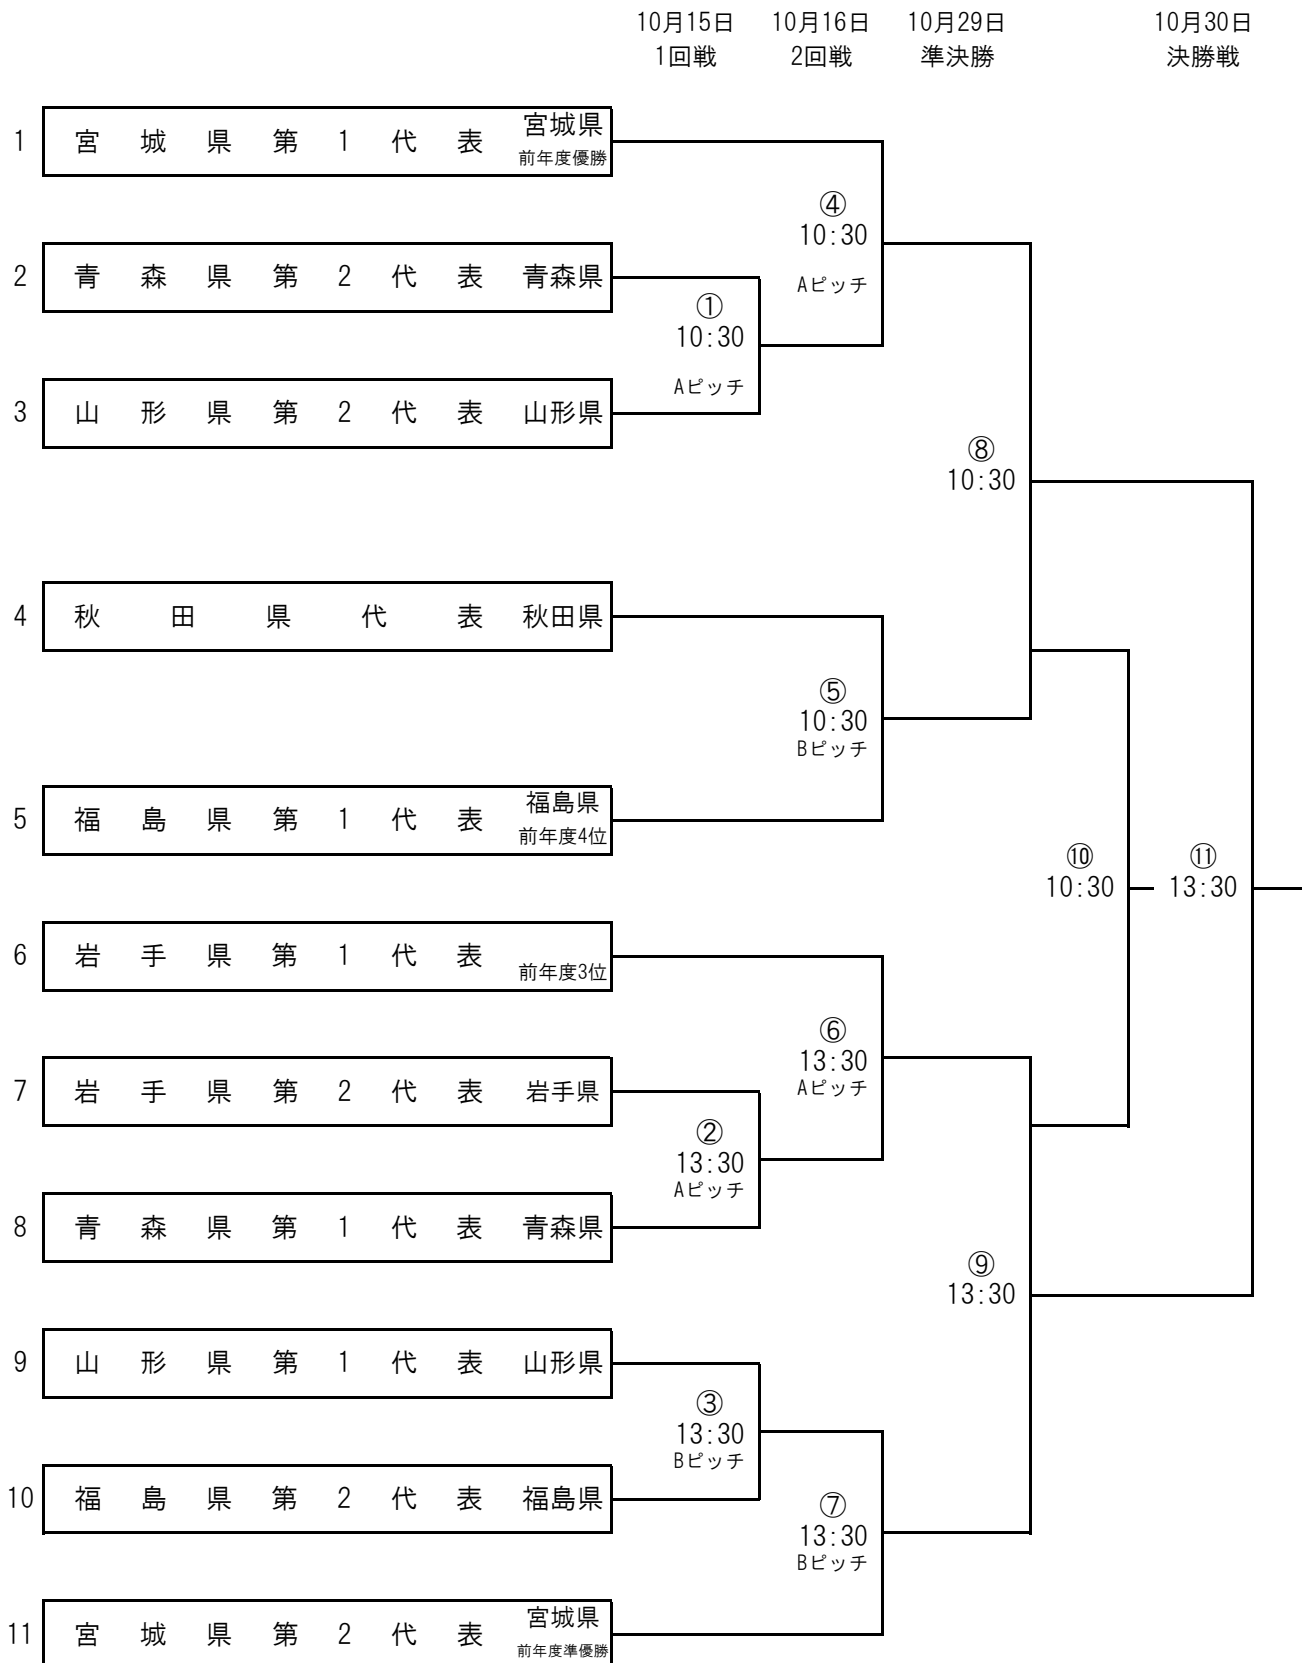 10月15日 10月16日 10月29日 10月30日
1回戦 2回戦 準決勝 決勝戦
1 宮城県第1代表 宮城県
前年度優勝
④
10:30
Aピッチ
2 青森県第2代表 青森県
①
10:30
Aピッチ
3 山形県第2代表 山形県
⑧
10:30
4 秋田県代表 秋田県
⑤
10:30
Bピッチ
5 福島県第1代表 福島県
前年度4位
⑩ ⑪
10:30 13:30
6 岩手県第1代表
前年度3位
⑥
13:30
Aピッチ
7 岩手県第2代表 岩手県
②
13:30
Aピッチ
8 青森県第1代表 青森県
⑨
13:30
9 山形県第1代表 山形県
③
13:30
Bピッチ
10 福島県第2代表 福島県
⑦
13:30
Bピッチ
11 宮城県第2代表 宮城県
前年度準優勝